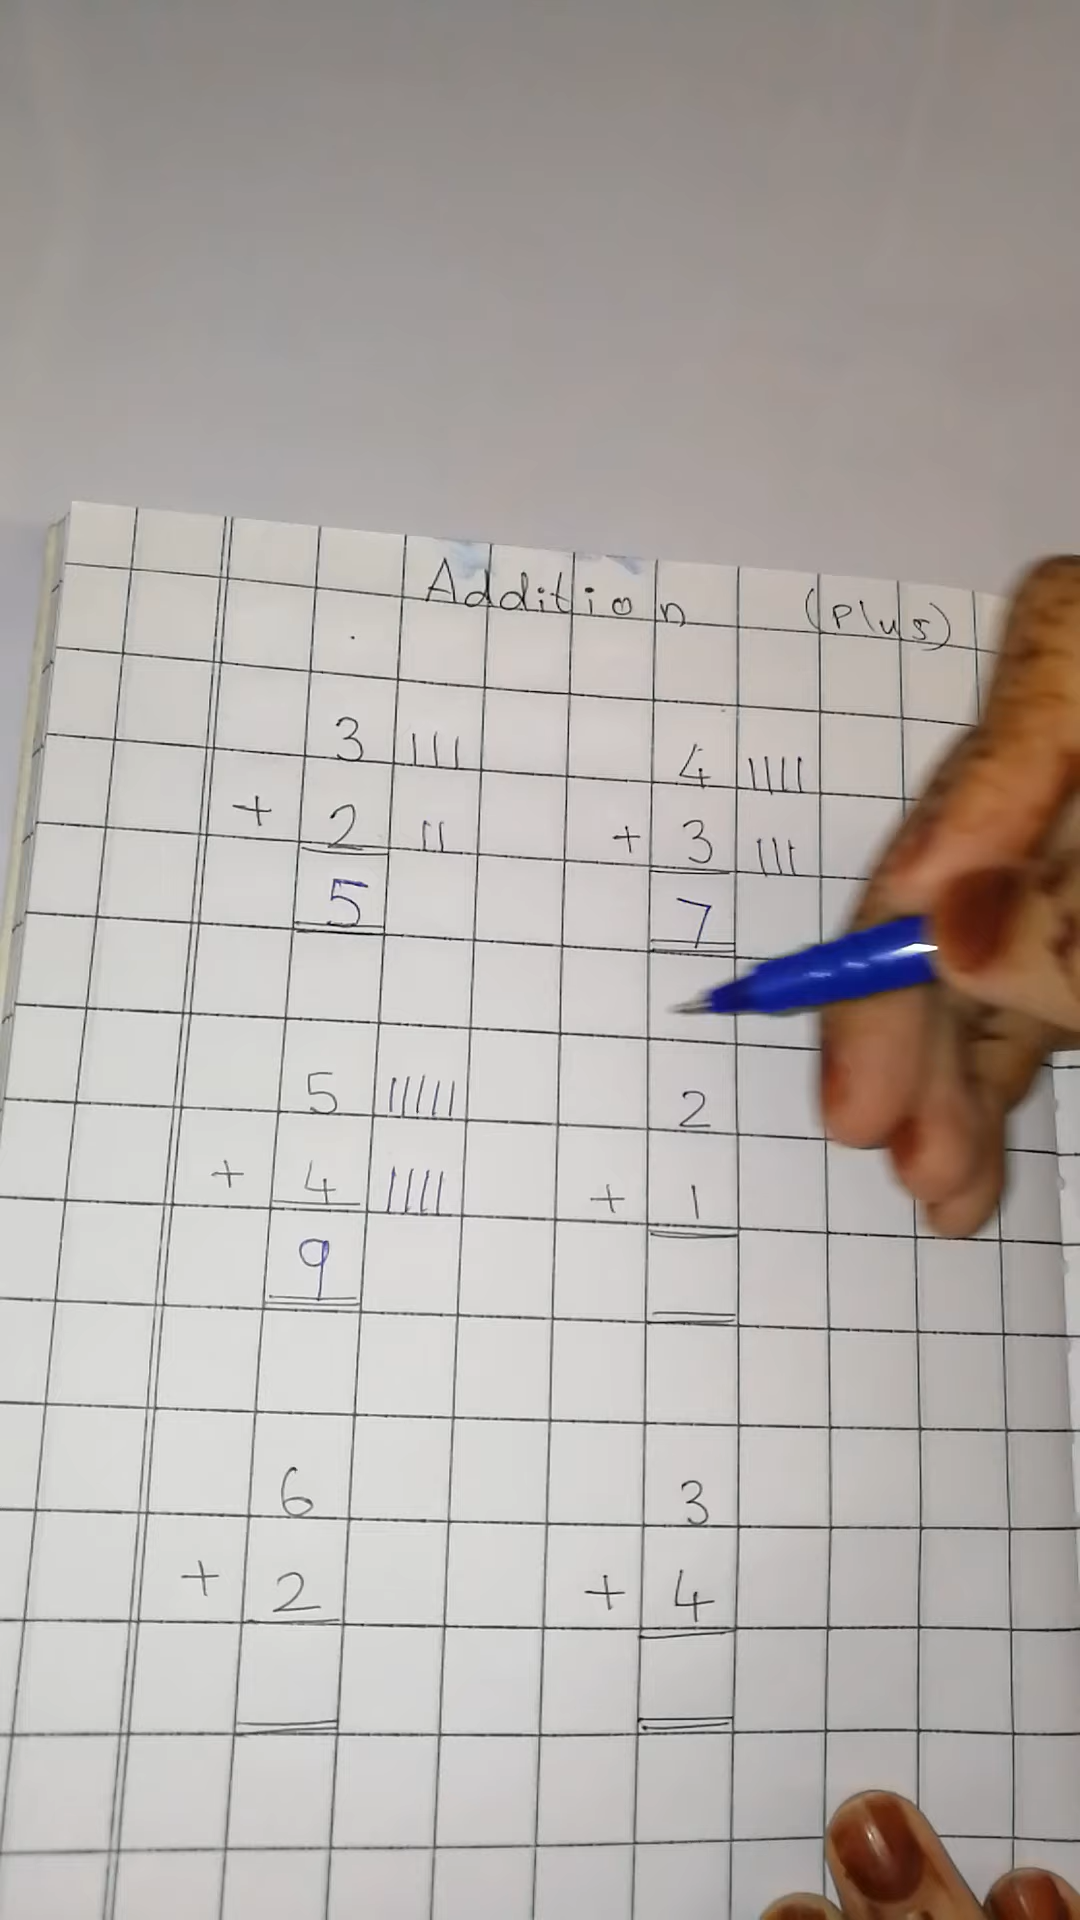 Addition (Plus)
3 ||| 4 ||||
+ 2 || + 3 |||
5 7
5 ||||| 2
+ 4 |||| + 1
9
6 3
+ 2 + 4